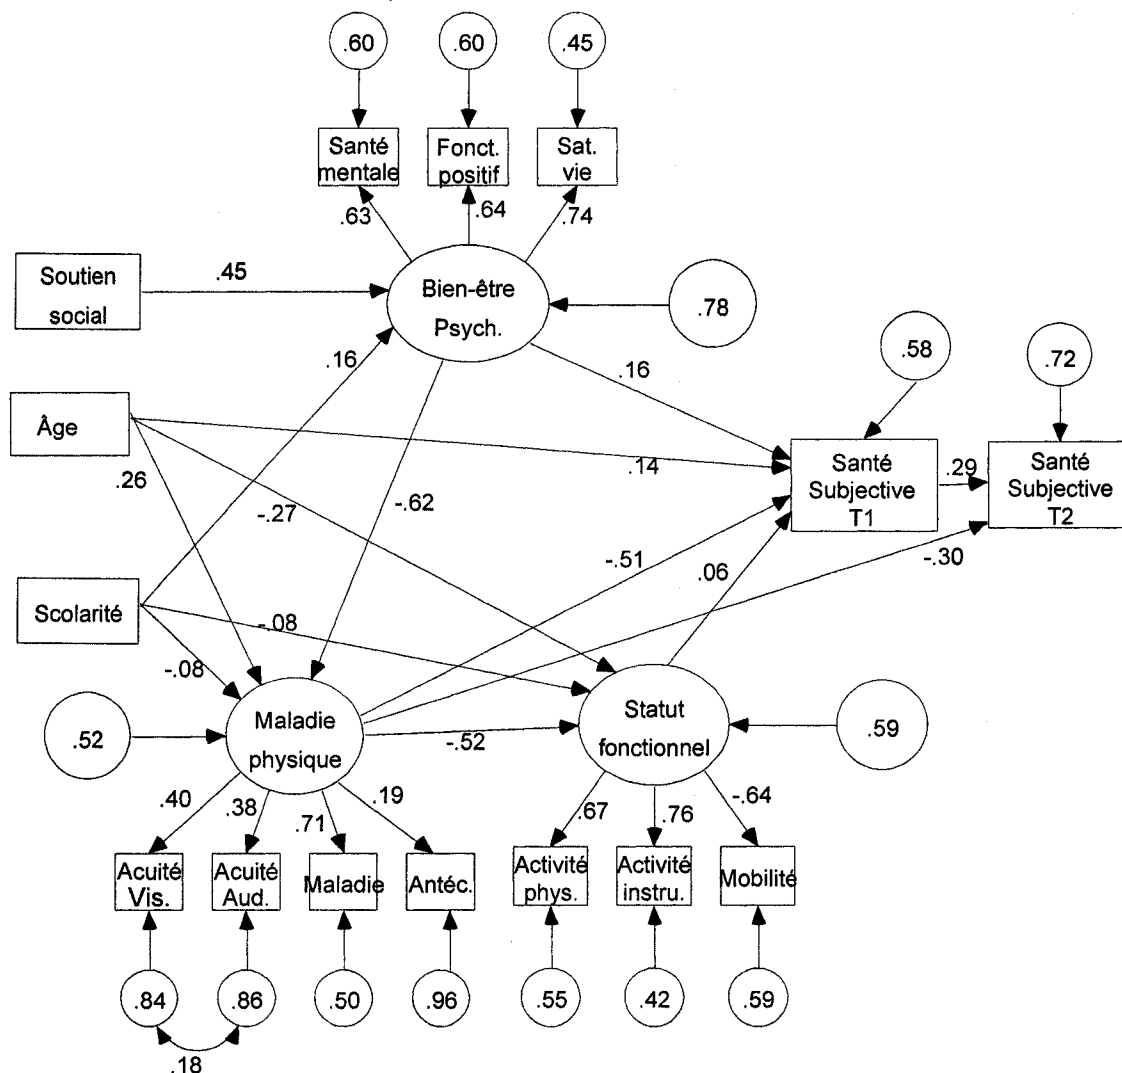 .60
.60
.45
Santé
mentale
Fonct.
positif
Sat.
vie
.63
.64
.74
Soutien
social
.45
Bien-être
Psych.
.78
.16
.16
.58
.72
Âge
.26
-.27
-.62
.14
Santé
Subjective
T1
.29
Santé
Subjective
T2
-.51
.06
-.30
Scolarité
-.08
-.08
.52
Maladie
physique
-.52
Statut
fonctionnel
.59
.40
.38
.71
.19
.67
.76
-.64
Acuité
Vis.
Acuité
Aud.
Maladie
Antéc.
Activité
phys.
Activité
instru.
Mobilité
.84
.86
.50
.96
.55
.42
.59
.18